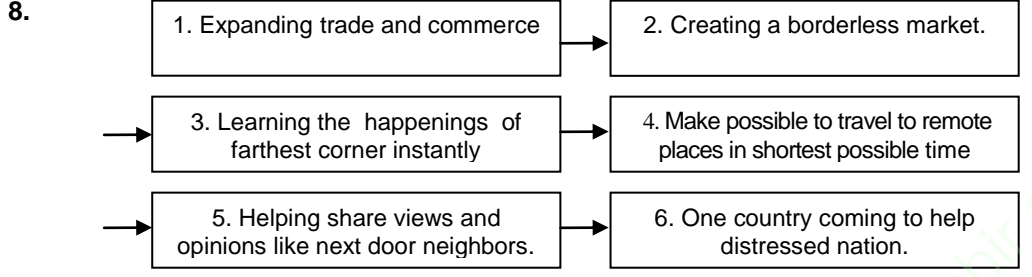 8.
1. Expanding trade and commerce
2. Creating a borderless market.
3. Learning the happenings of
farthest corner instantly
4. Make possible to travel to remote
places in shortest possible time
5. Helping share views and
opinions like next door neighbors.
6. One country coming to help
distressed nation.